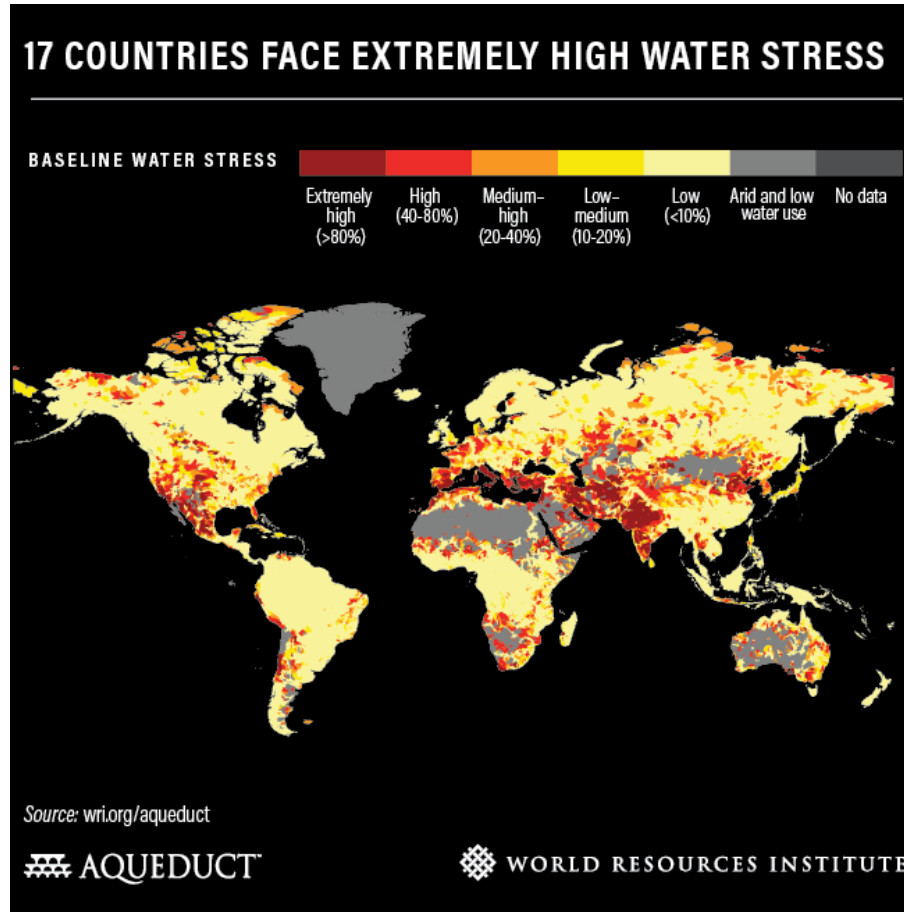 17 COUNTRIES FACE EXTREMELY HIGH WATER STRESS
BASELINE WATER STRESS
Extremely high (>80%)
High (40-80%)
Medium–high (20-40%)
Low–medium (10-20%)
Low (<10%)
Arid and low water use
No data
Source: wri.org/aqueduct
AQUEDUCT™
WORLD RESOURCES INSTITUTE